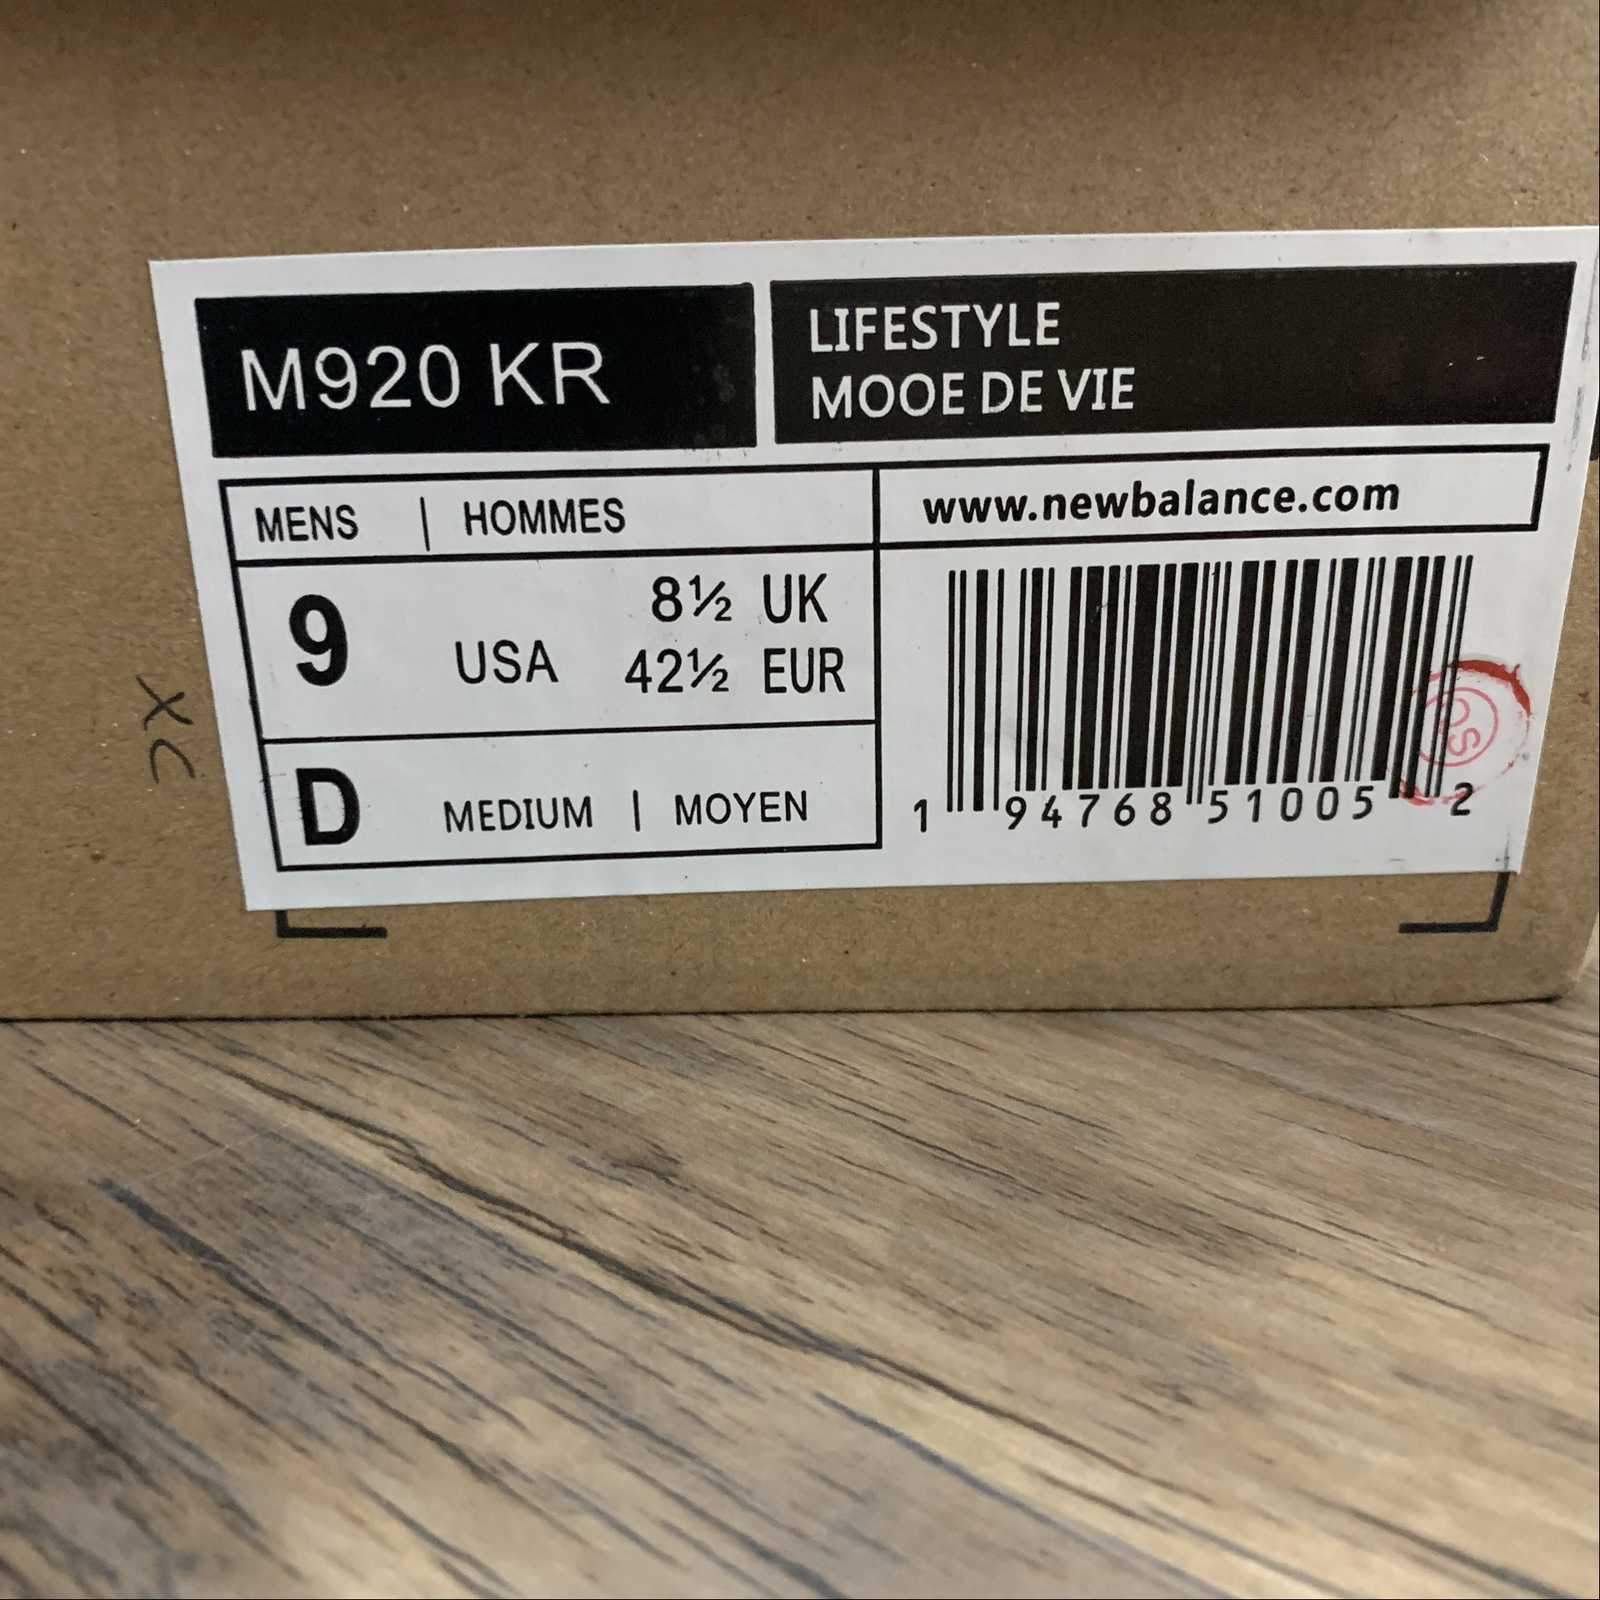 M920 KR
LIFESTYLE
MOOE DE VIE
MENS | HOMMES
www.newbalance.com
9 USA
8½ UK
42½ EUR
D MEDIUM | MOYEN
1 94768 51005 2
QS
XC